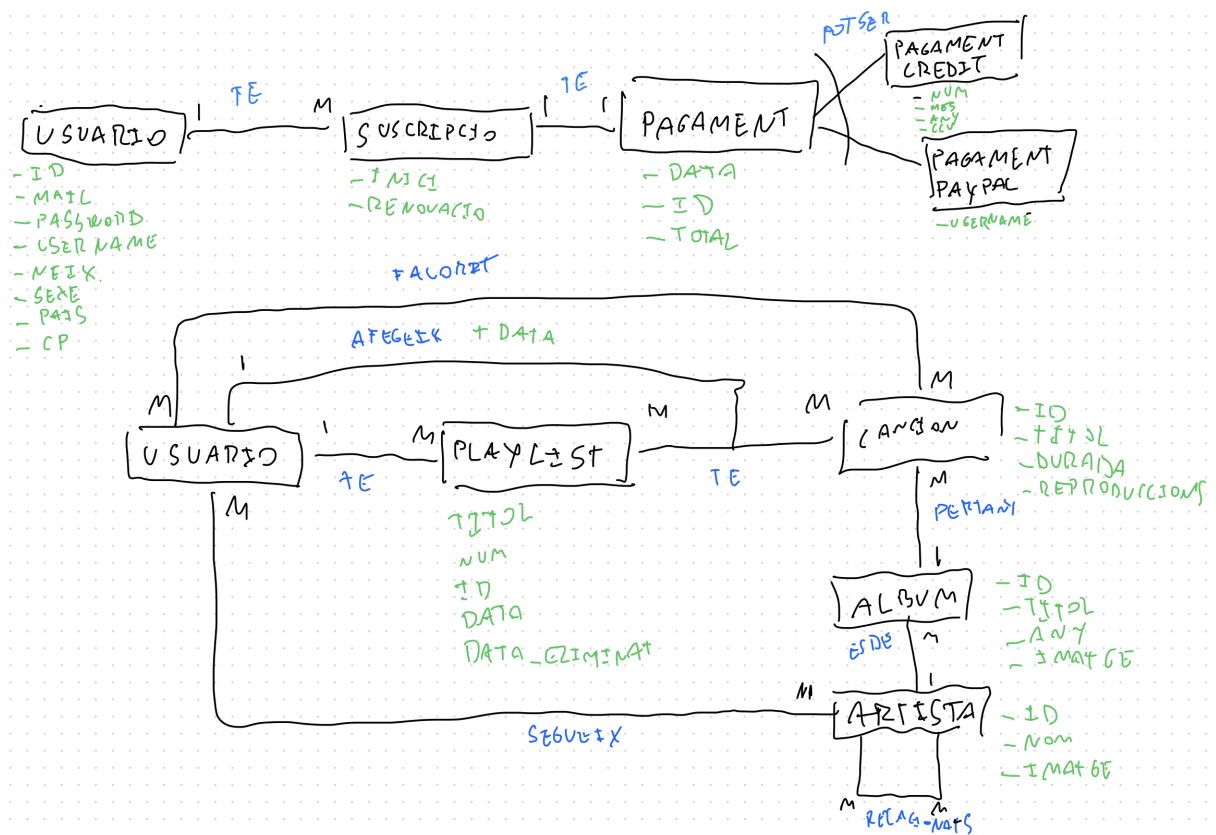 POTSER
PAGAMENT
CREDIT
- NUM
- MES
- ANY
- CCV
TE
TE
1
M
1
1
USUARIO
SUSCRIPCIO
PAGAMENT
PAGAMENT
PAYPAL
- USERNAME
- ID
- MAIL
- PASSWORD
- USERNAME
- NEIX
- SEXE
- PAIS
- CP
- INICI
- RENOVACIO
- DATA
- ID
- TOTAL
FAVORIT
AFEGEIX + DATA
1
M
M
USUARIO
1
M
PLAYLIST
M
M
CANCION
TE
TE
- ID
- TITOL
- DURADA
- REPRODUCCIONS
M
M
PERTANY
TITOL
NUM
ID
DATA
DATA_ELIMINAT
1
ALBUM
- ID
- TITOL
- ANY
- IMATGE
ESDE
M
M
1
ARTISTA
- ID
- NOM
- IMATGE
SEGUEIX
M
M